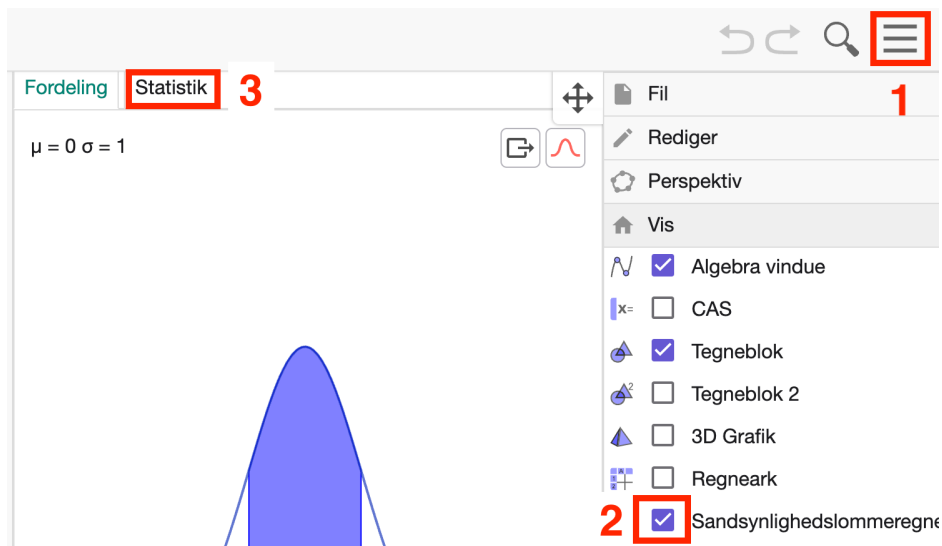 1
Fordeling Statistik 3
μ = 0 σ = 1
Fil
Rediger
Perspektiv
Vis
Algebra vindue
x= CAS
Tegneblok
2 Tegneblok 2
3D Grafik
Regneark
2 Sandsynlighedslommeregne